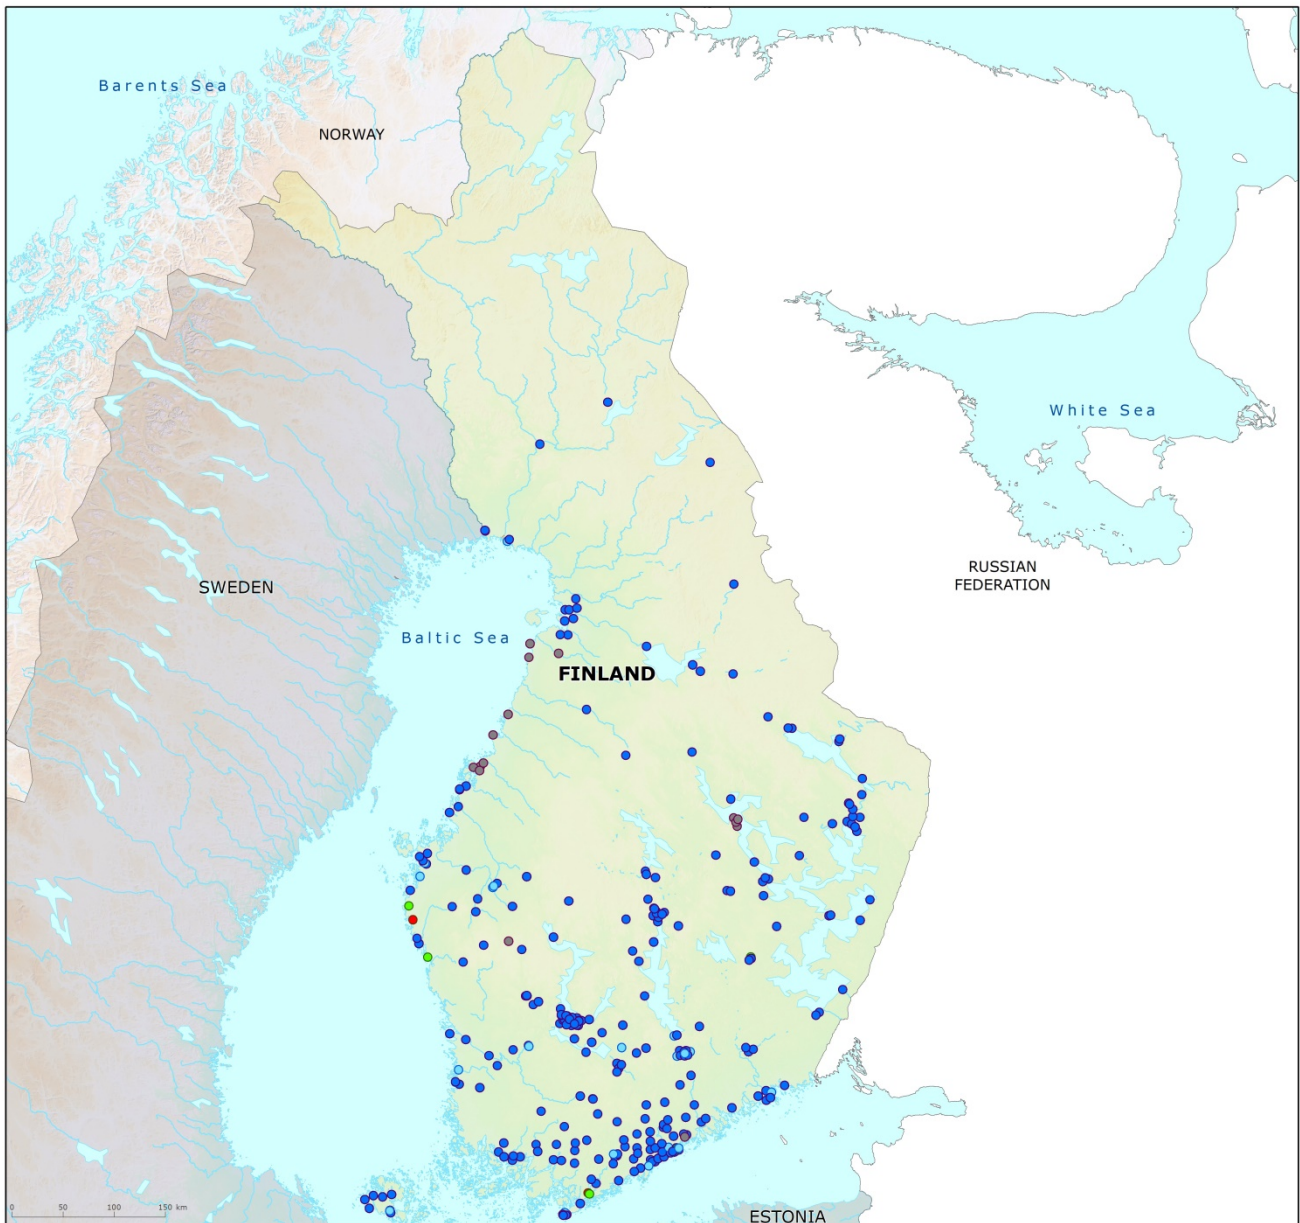 Barents Sea
NORWAY
White Sea
RUSSIAN
FEDERATION
SWEDEN
Baltic Sea
FINLAND
0 50 100 150 km
ESTONIA